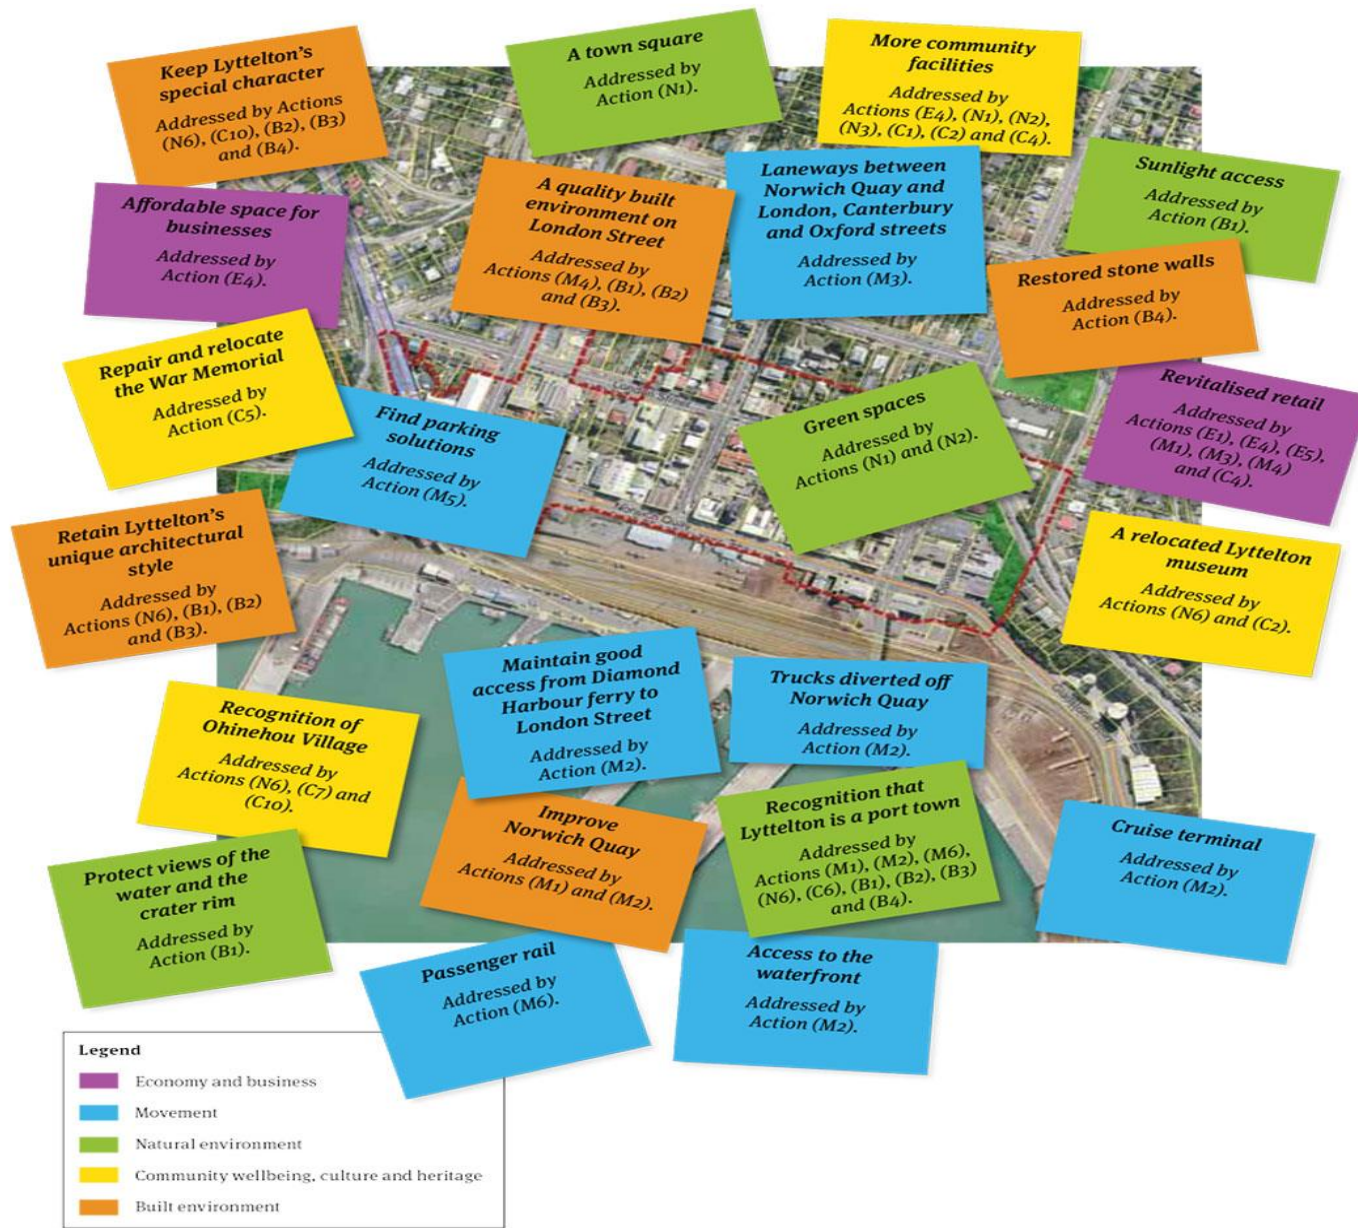 Keep Lyttelton's
special character
Addressed by Actions
(N6), (C10), (B2), (B3)
and (B4).
A town square
Addressed by
Action (N1).
More community
facilities
Addressed by
Actions (E4), (N1), (N2),
(N3), (C1), (C2) and (C4).
Affordable space for
businesses
Addressed by
Action (E4).
A quality built
environment on
London Street
Addressed by
Actions (M4), (B1), (B2)
and (B3).
Laneways between
Norwich Quay and
London, Canterbury
and Oxford streets
Addressed by
Action (M3).
Sunlight access
Addressed by
Action (B1).
Restored stone walls
Addressed by
Action (B4).
Repair and relocate
the War Memorial
Addressed by
Action (C5).
Find parking
solutions
Addressed by
Action (M5).
Green spaces
Addressed by
Actions (N1) and (N2).
Revitalised retail
Addressed by
Actions (E1), (E4), (E5),
(M1), (M3), (M4)
and (C4).
Retain Lyttelton's
unique architectural
style
Addressed by
Actions (N6), (B1), (B2)
and (B3).
A relocated Lyttelton
museum
Addressed by
Actions (N6) and (C2).
Recognition of
Ohinehou Village
Addressed by
Actions (N6), (C7) and
(C10).
Maintain good
access from Diamond
Harbour ferry to
London Street
Addressed by
Action (M2).
Trucks diverted off
Norwich Quay
Addressed by
Action (M2).
Protect views of the
water and the
crater rim
Addressed by
Action (B1).
Improve
Norwich Quay
Addressed by
Actions (M1) and (M2).
Recognition that
Lyttelton is a port town
Addressed by
Actions (M1), (M2), (M6),
(N6), (C6), (B1), (B2), (B3)
and (B4).
Cruise terminal
Addressed by
Action (M2).
Passenger rail
Addressed by
Action (M6).
Access to the
waterfront
Addressed by
Action (M2).
Legend
Economy and business
Movement
Natural environment
Community wellbeing, culture and heritage
Built environment